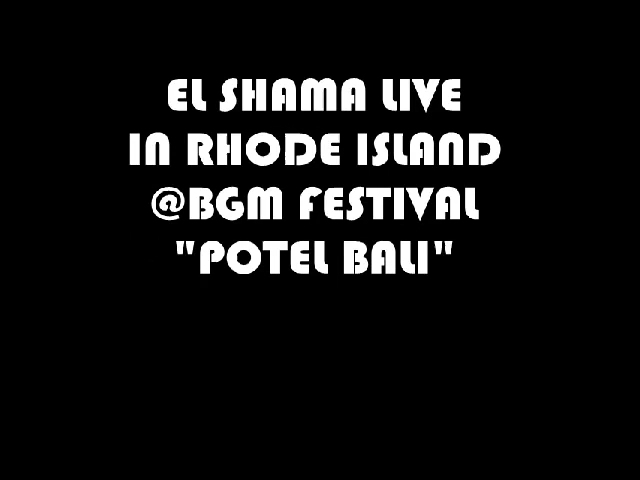 EL SHAMA LIVE
IN RHODE ISLAND
@BGM FESTIVAL
"POTEL BALI"